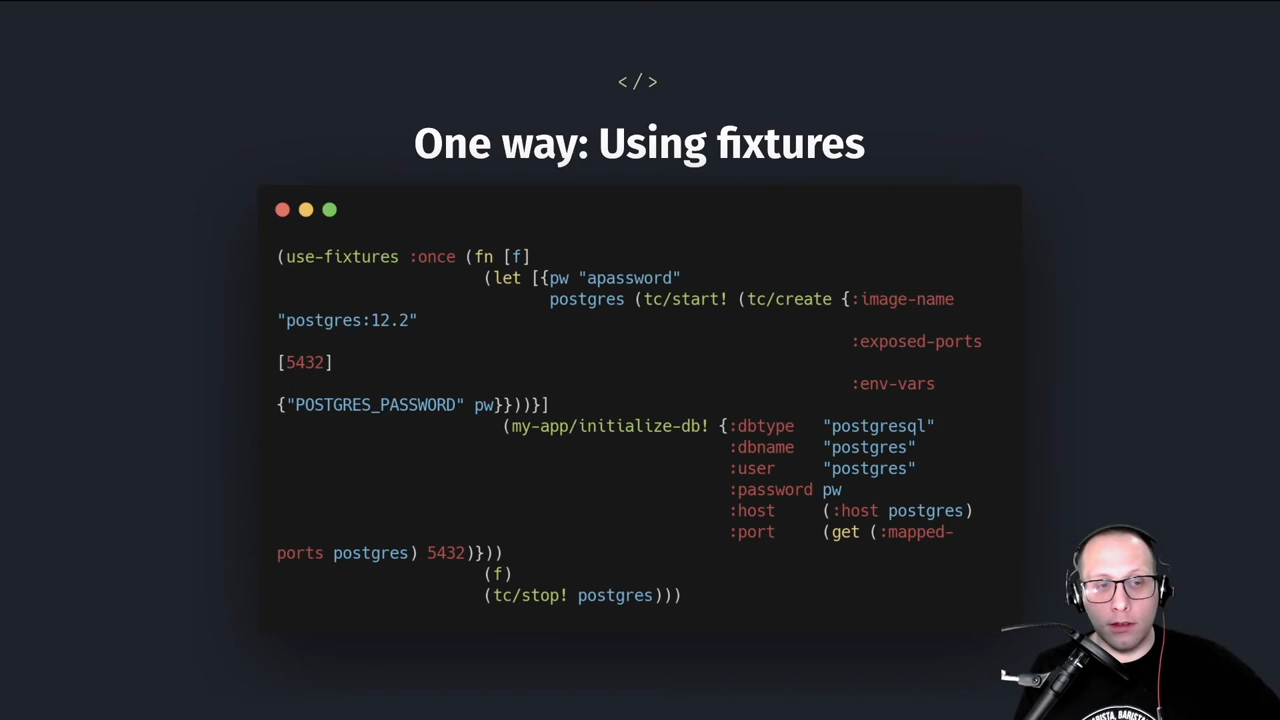 </>
One way: Using fixtures
(use-fixtures :once (fn [f]
(let [{pw "apassword"
postgres (tc/start! (tc/create {:image-name
"postgres:12.2"
:exposed-ports
[5432]
:env-vars
{"POSTGRES_PASSWORD" pw}}))}]
(my-app/initialize-db! {:dbtype "postgresql"
:dbname "postgres"
:user "postgres"
:password pw
:host (:host postgres)
:port (get (:mapped-
ports postgres) 5432)}))
(f)
(tc/stop! postgres)))
BARISTA, BARIST